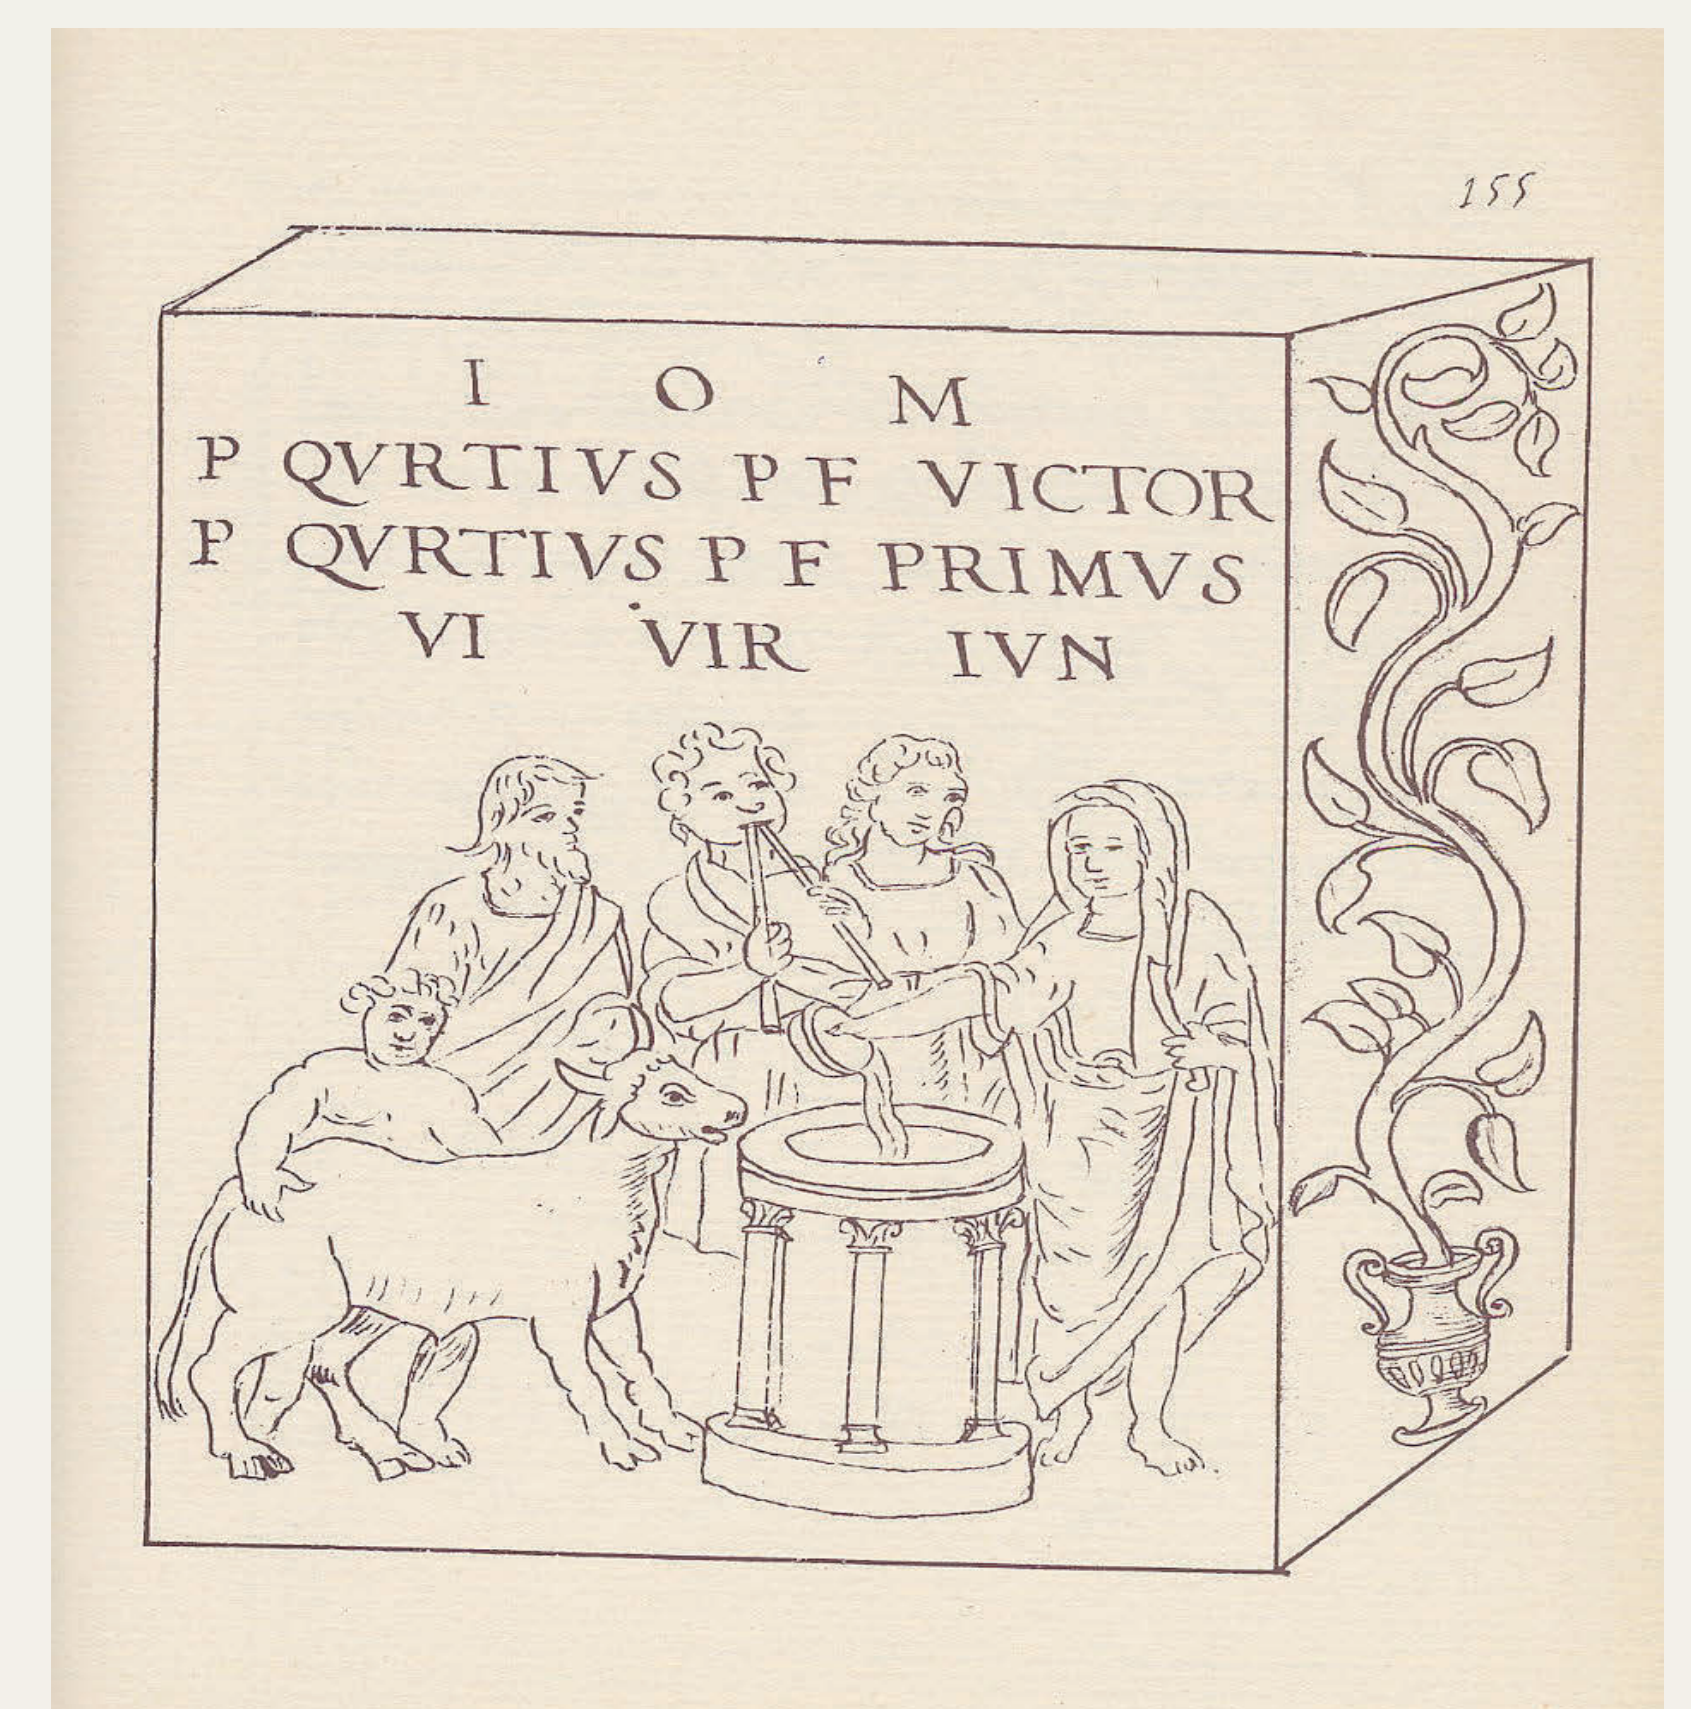 155
I O M
P QVRTIVS P F VICTOR
P QVRTIVS P F PRIMVS
VI VIR IVN